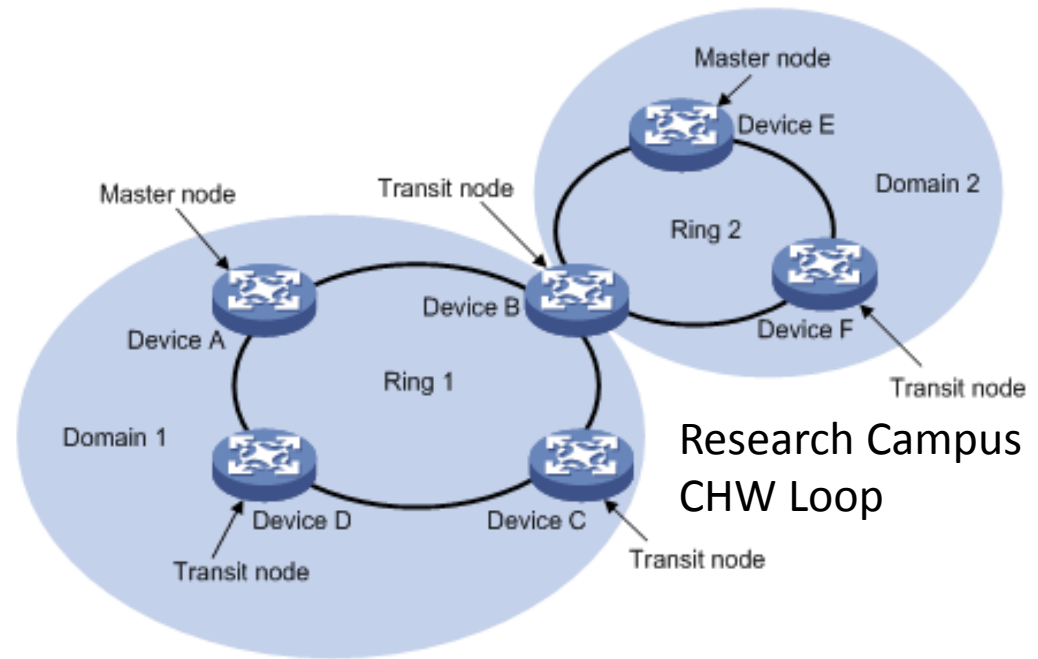 Master node
Device E
Domain 2
Transit node
Master node
Ring 2
Device B
Device A
Device F
Transit node
Ring 1
Domain 1
Research Campus
CHW Loop
Device D
Device C
Transit node
Transit node